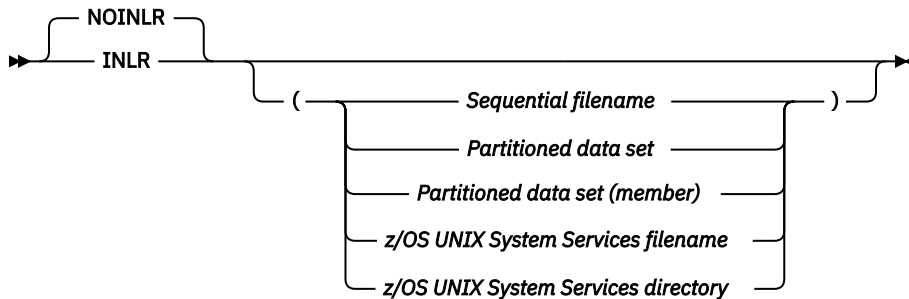 NOINLR
INLR
( Sequential filename )
Partitioned data set
Partitioned data set (member)
z/OS UNIX System Services filename
z/OS UNIX System Services directory